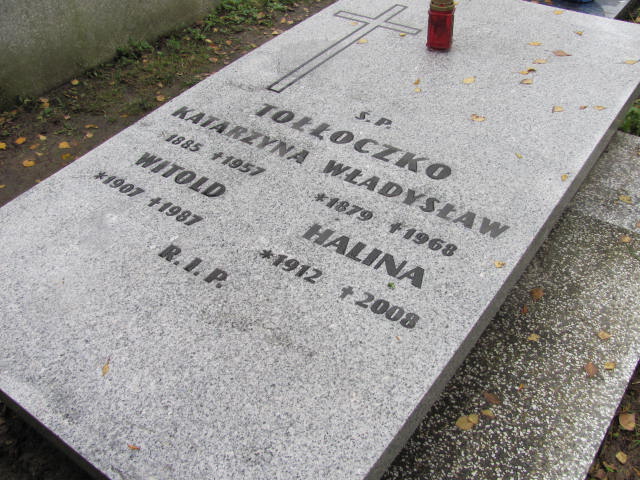 Ś.P.
TOŁŁOCZKO
KATARZYNA WŁADYSŁAW
1885 †1957 *1879 †1968
WITOLD HALINA
*1907 †1987 *1912 †2008
R.I.P.